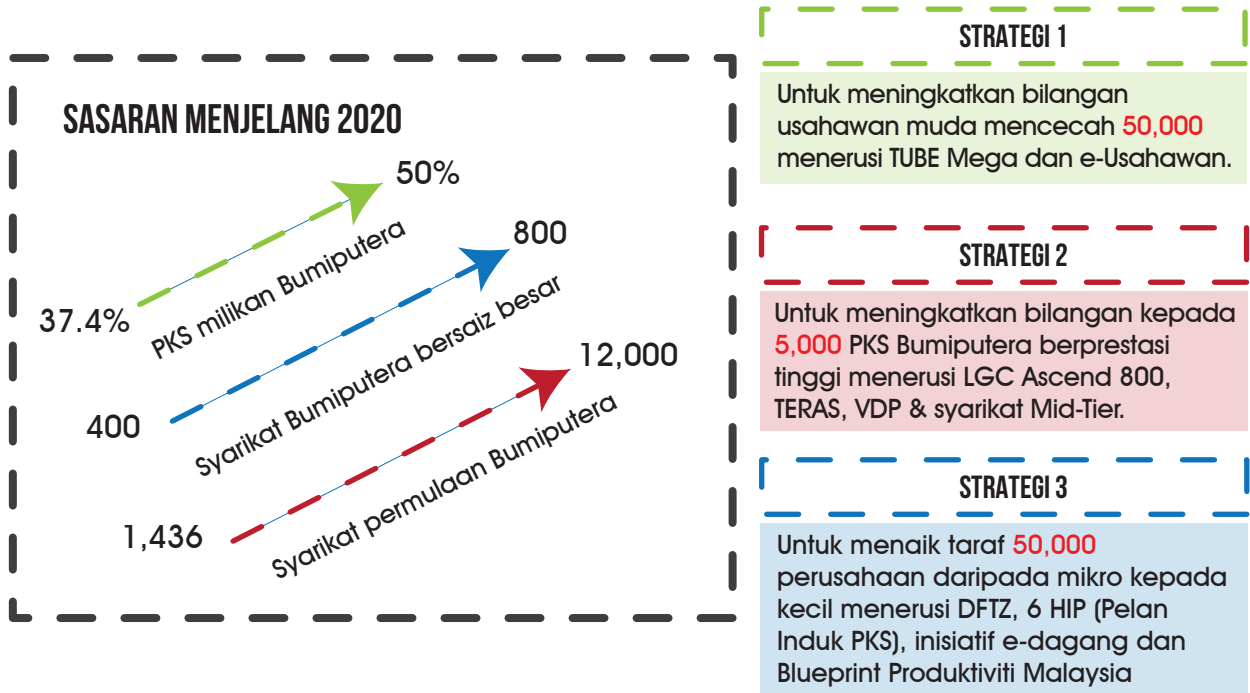 SASARAN MENJELANG 2020
50%
37.4%
PKS milikan Bumiputera
800
400
Syarikat Bumiputera bersaiz besar
12,000
1,436
Syarikat permulaan Bumiputera
STRATEGI 1
Untuk meningkatkan bilangan
usahawan muda mencecah 50,000
menerusi TUBE Mega dan e-Usahawan.
STRATEGI 2
Untuk meningkatkan bilangan kepada
5,000 PKS Bumiputera berprestasi
tinggi menerusi LGC Ascend 800,
TERAS, VDP & syarikat Mid-Tier.
STRATEGI 3
Untuk menaik taraf 50,000
perusahaan daripada mikro kepada
kecil menerusi DFTZ, 6 HIP (Pelan
Induk PKS), inisiatif e-dagang dan
Blueprint Produktiviti Malaysia